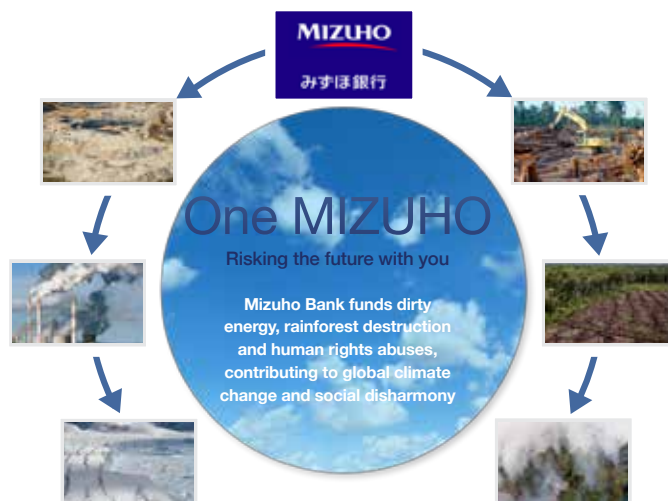 MIZUHO
みずほ銀行
One MIZUHO
Risking the future with you
Mizuho Bank funds dirty
energy, rainforest destruction
and human rights abuses,
contributing to global climate
change and social disharmony